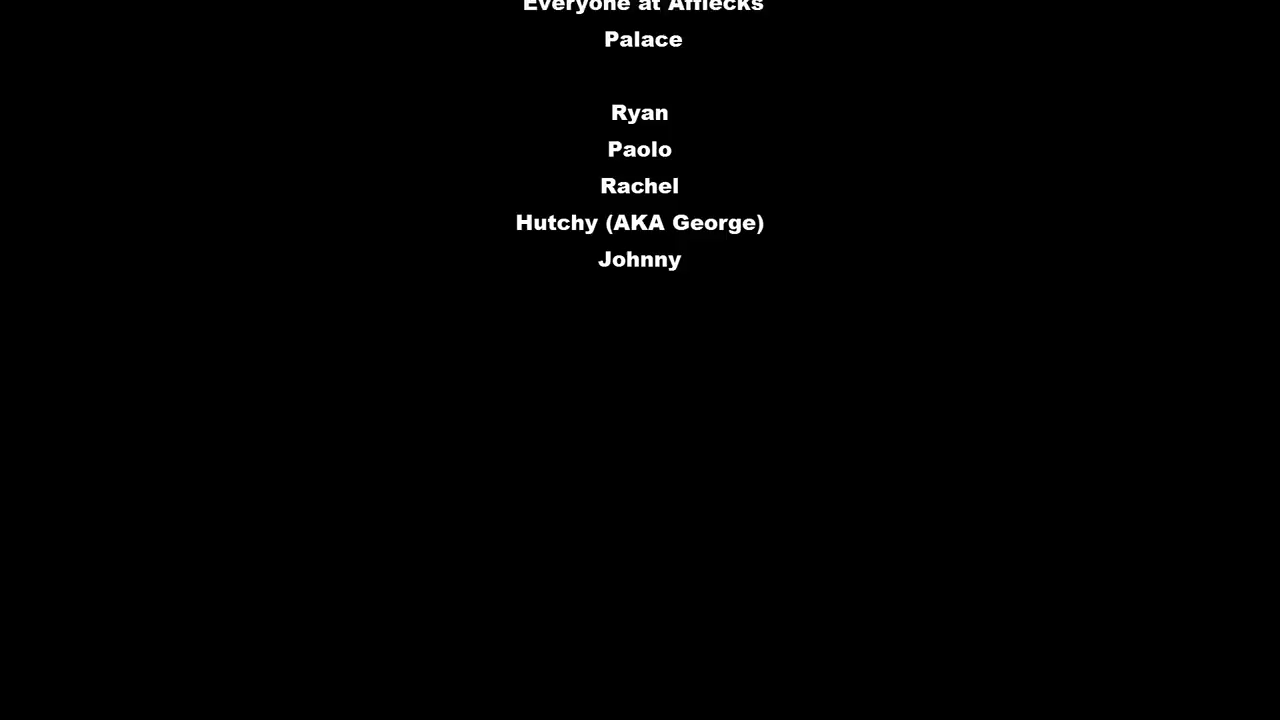 Everyone at Afflecks
Palace
Ryan
Paolo
Rachel
Hutchy (AKA George)
Johnny